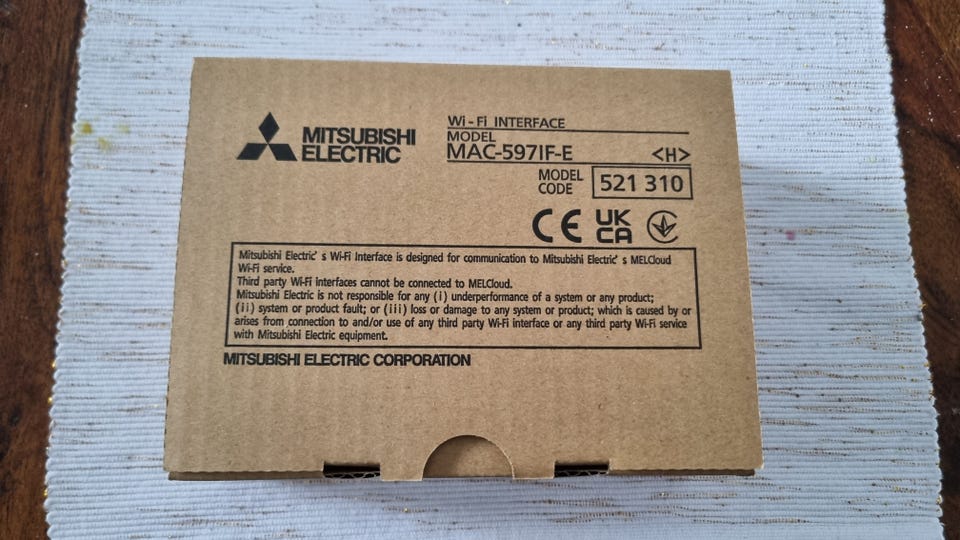 MITSUBISHI
ELECTRIC
Wi-Fi INTERFACE
MODEL
MAC-597IF-E <H>
MODEL
CODE
521 310
CE
UK
CA
Mitsubishi Electric's Wi-Fi Interface is designed for communication to Mitsubishi Electric's MELCloud
Wi-Fi service.
Third party Wi-Fi interfaces cannot be connected to MELCloud.
Mitsubishi Electric is not responsible for any (i) underperformance of a system or any product;
(ii) system or product fault; or (iii) loss or damage to any system or product; which is caused by or
arises from connection to and/or use of any third party Wi-Fi interface or any third party Wi-Fi service
with Mitsubishi Electric equipment.
MITSUBISHI ELECTRIC CORPORATION